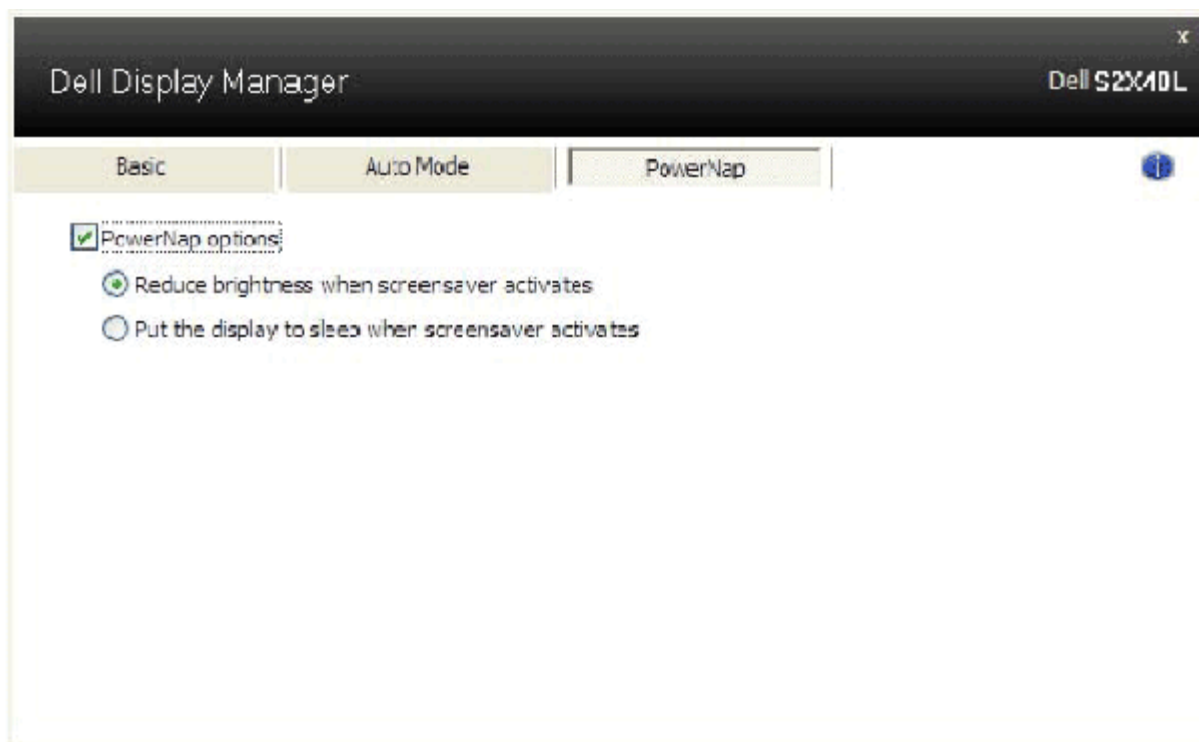 x
Dell Display Manager
Dell S2X40L
Basic
Auto Mode
PowerNap
PowerNap options
Reduce brightness when screensaver activates
Put the display to sleep when screensaver activates